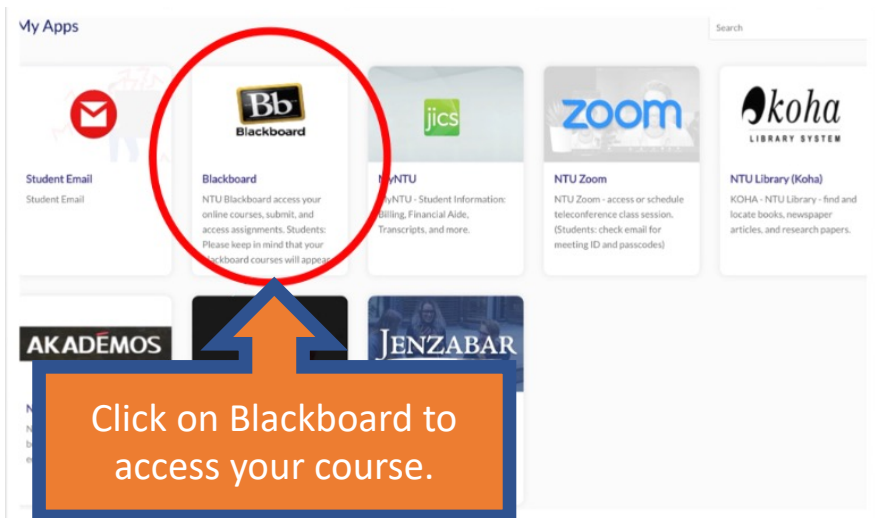 My Apps
Search
Bb
Blackboard
jics
zoom
koha
LIBRARY SYSTEM
Student Email
Student Email
Blackboard
NTU Blackboard access your
online courses, submit, and
access assignments. Students:
Please keep in mind that your
Blackboard courses will appear
MyNTU
MyNTU - Student Information:
Billing, Financial Aide,
Transcripts, and more.
NTU Zoom
NTU Zoom - access or schedule
teleconference class session.
(Students: check email for
meeting ID and passcodes)
NTU Library (Koha)
KOHA - NTU Library - find and
locate books, newspaper
articles, and research papers.
AKADĒMOS
JENZABAR
Click on Blackboard to
access your course.